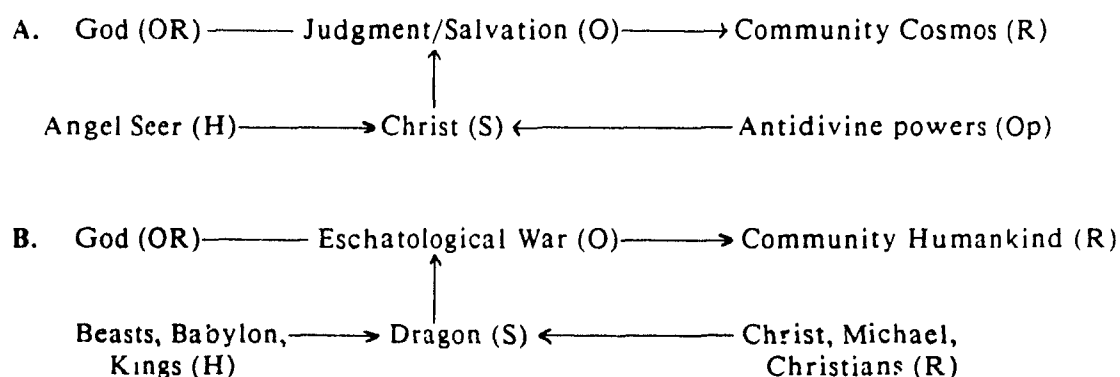 A. God (OR) Judgment/Salvation (O) Community Cosmos (R)
Angel Seer (H) Christ (S) Antidivine powers (Op)
B. God (OR) Eschatological War (O) Community Humankind (R)
Beasts, Babylon, Dragon (S) Christ, Michael,
Kings (H) Christians (R)